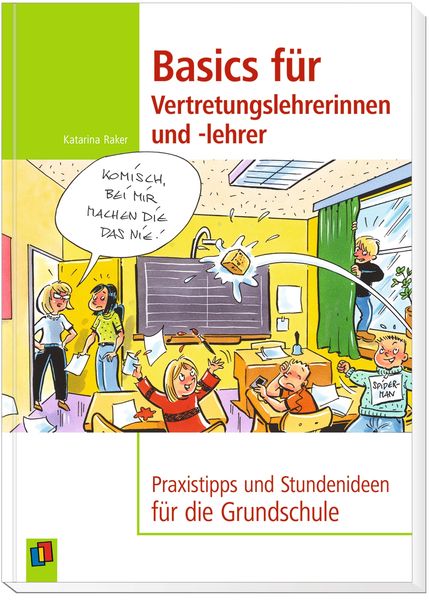 Basics für
Vertretungslehrerinnen
und -lehrer
Katarina Raker
KOMISCH,
BEI MIR
MACHEN DIE
DAS NIE!
SPIDER-
MAN
Praxistipps und Stundenideen
für die Grundschule